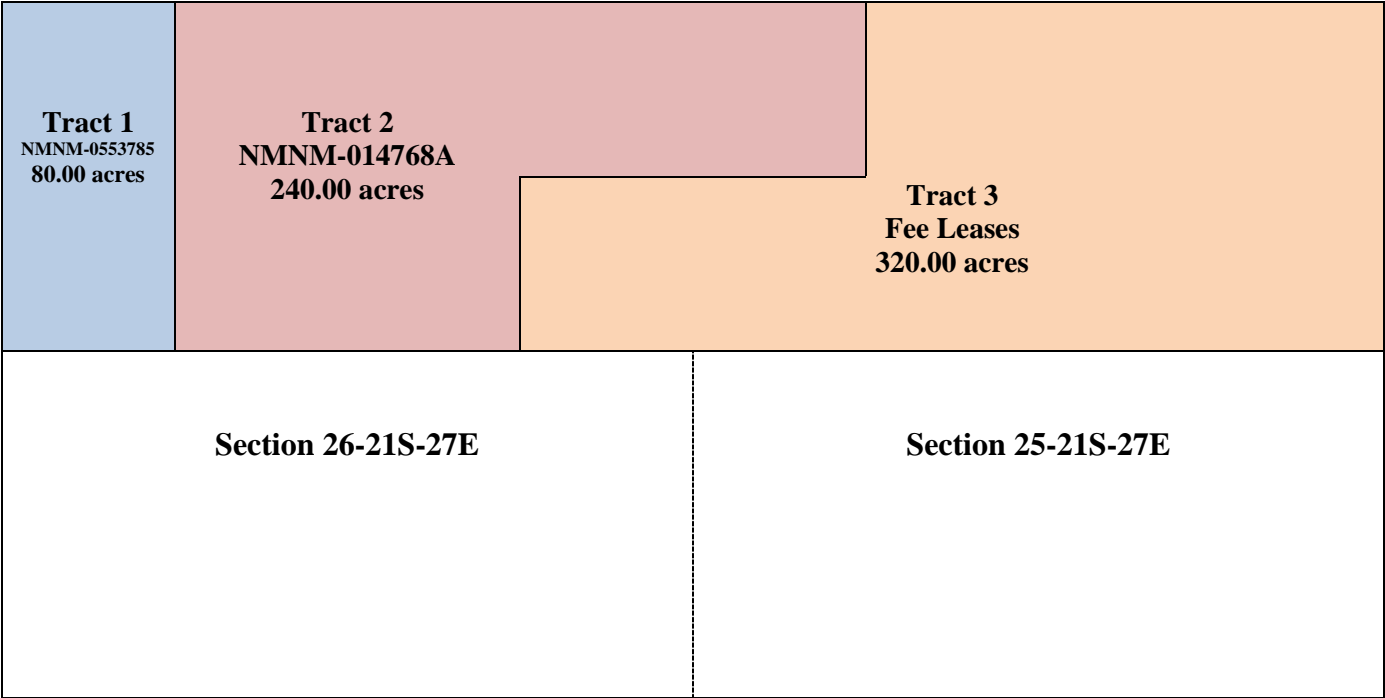 Tract 1
NMNM-0553785
80.00 acres
Tract 2
NMNM-014768A
240.00 acres
Tract 3
Fee Leases
320.00 acres
Section 26-21S-27E
Section 25-21S-27E